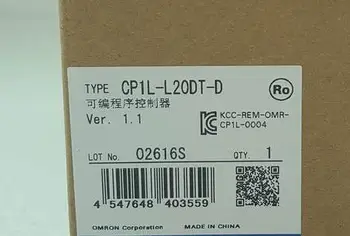 TYPE CP1L-L20DT-D Ro
可编程序控制器
Ver. 1.1
KCC-REM-OMR-
CP1L-0004
LOT No. 02616S QTY. 1
4 547648 403559
OMRON Corporation MADE IN CHINA